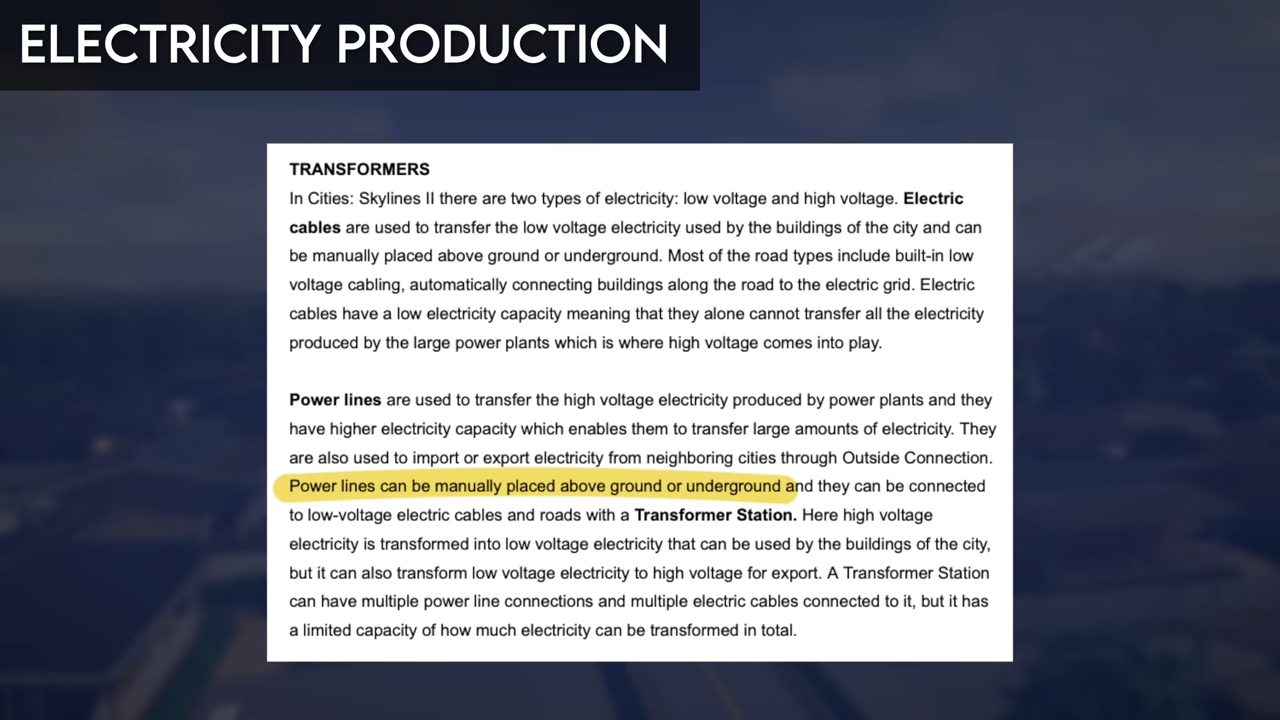 ELECTRICITY PRODUCTION
TRANSFORMERS
In Cities: Skylines II there are two types of electricity: low voltage and high voltage. Electric
cables are used to transfer the low voltage electricity used by the buildings of the city and can
be manually placed above ground or underground. Most of the road types include built-in low
voltage cabling, automatically connecting buildings along the road to the electric grid. Electric
cables have a low electricity capacity meaning that they alone cannot transfer all the electricity
produced by the large power plants which is where high voltage comes into play.
Power lines are used to transfer the high voltage electricity produced by power plants and they
have higher electricity capacity which enables them to transfer large amounts of electricity. They
are also used to import or export electricity from neighboring cities through Outside Connection.
Power lines can be manually placed above ground or underground and they can be connected
to low-voltage electric cables and roads with a Transformer Station. Here high voltage
electricity is transformed into low voltage electricity that can be used by the buildings of the city,
but it can also transform low voltage electricity to high voltage for export. A Transformer Station
can have multiple power line connections and multiple electric cables connected to it, but it has
a limited capacity of how much electricity can be transformed in total.